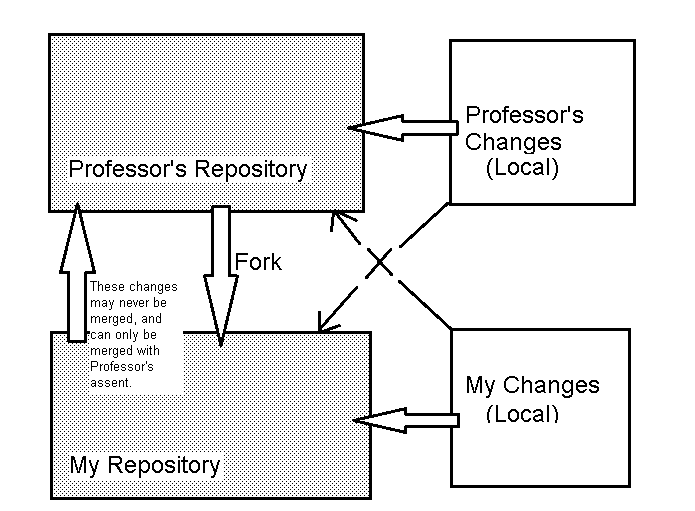 Professor's Repository
Professor's
Changes
(Local)
Fork
These changes
may never be
merged, and
can only be
merged with
Professor's
assent.
My Repository
My Changes
(Local)